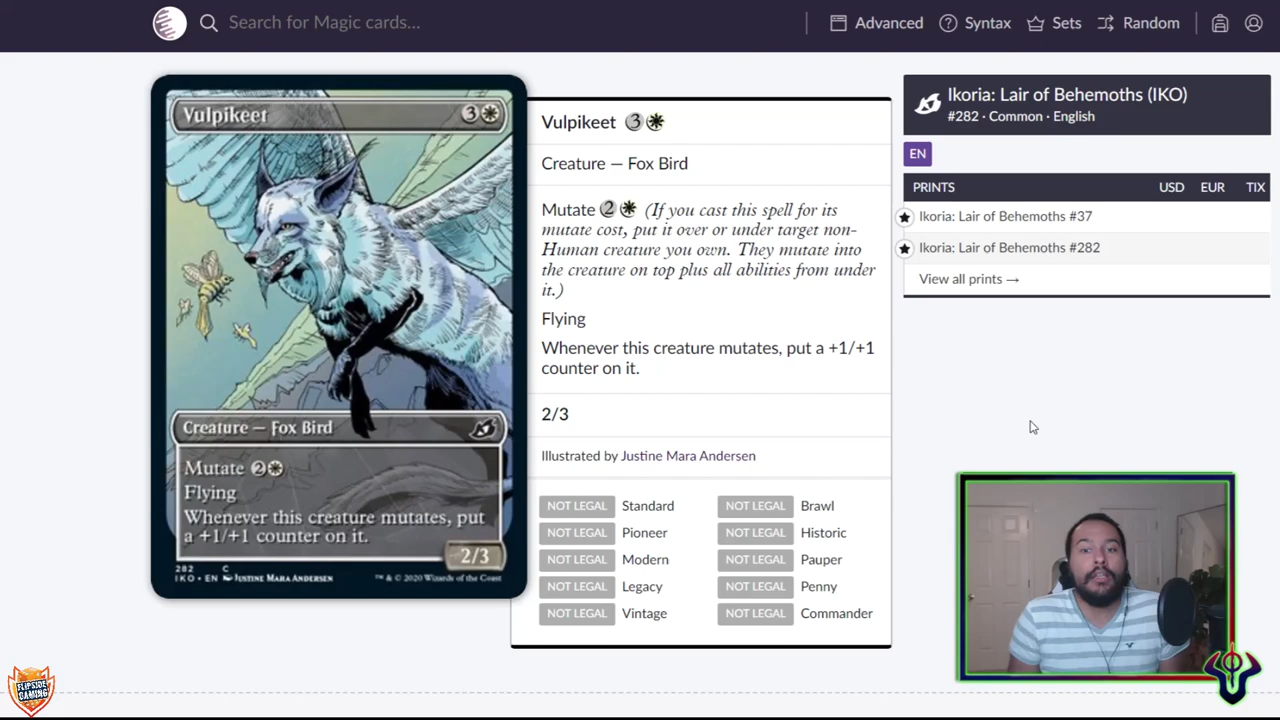 Search for Magic cards...
Advanced
Syntax
Sets
Random
Vulpikeet 3
Creature — Fox Bird
Mutate 2
Flying
Whenever this creature mutates, put
a +1/+1 counter on it.
2/3
282 C
IKO • EN JUSTINE MARA ANDERSEN
™ & © 2020 Wizards of the Coast
Vulpikeet 3
Creature — Fox Bird
Mutate 2 (If you cast this spell for its
mutate cost, put it over or under target non-
Human creature you own. They mutate into
the creature on top plus all abilities from under
it.)
Flying
Whenever this creature mutates, put a +1/+1
counter on it.
2/3
Illustrated by Justine Mara Andersen
NOT LEGAL Standard NOT LEGAL Brawl
NOT LEGAL Pioneer NOT LEGAL Historic
NOT LEGAL Modern NOT LEGAL Pauper
NOT LEGAL Legacy NOT LEGAL Penny
NOT LEGAL Vintage NOT LEGAL Commander
Ikoria: Lair of Behemoths (IKO)
#282 · Common · English
EN
PRINTS USD EUR TIX
Ikoria: Lair of Behemoths #37
Ikoria: Lair of Behemoths #282
View all prints →
FLIPSIDE
GAMING